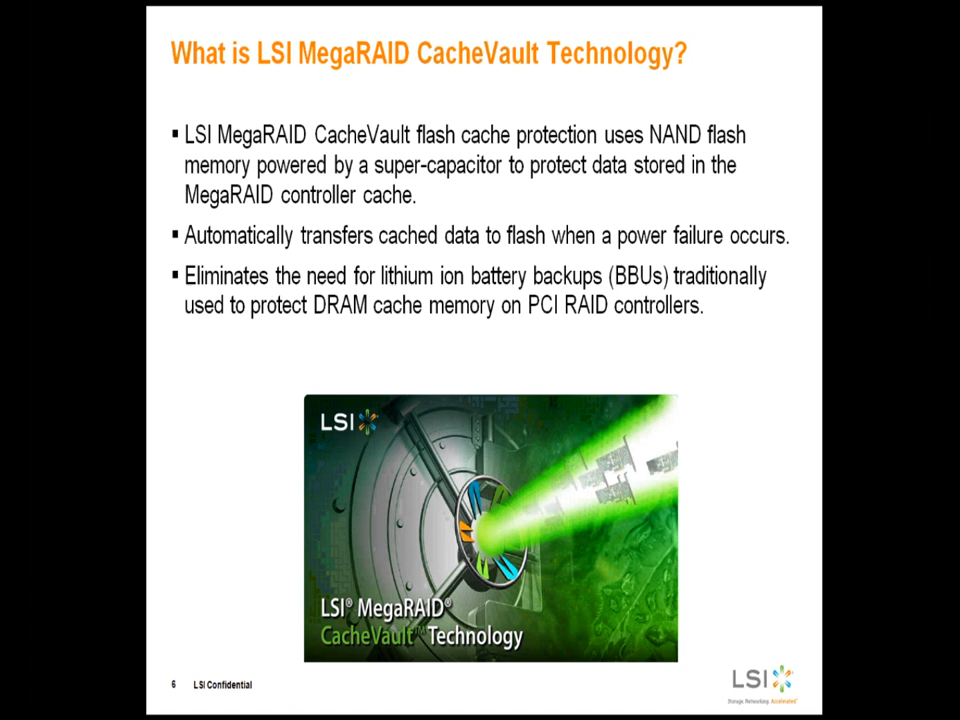 What is LSI MegaRAID CacheVault Technology?
▪ LSI MegaRAID CacheVault flash cache protection uses NAND flash
memory powered by a super-capacitor to protect data stored in the
MegaRAID controller cache.
▪ Automatically transfers cached data to flash when a power failure occurs.
▪ Eliminates the need for lithium ion battery backups (BBUs) traditionally
used to protect DRAM cache memory on PCI RAID controllers.
LSI
LSI® MegaRAID®
CacheVault™ Technology
6 LSI Confidential
LSI
Storage. Networking. Accelerated.™